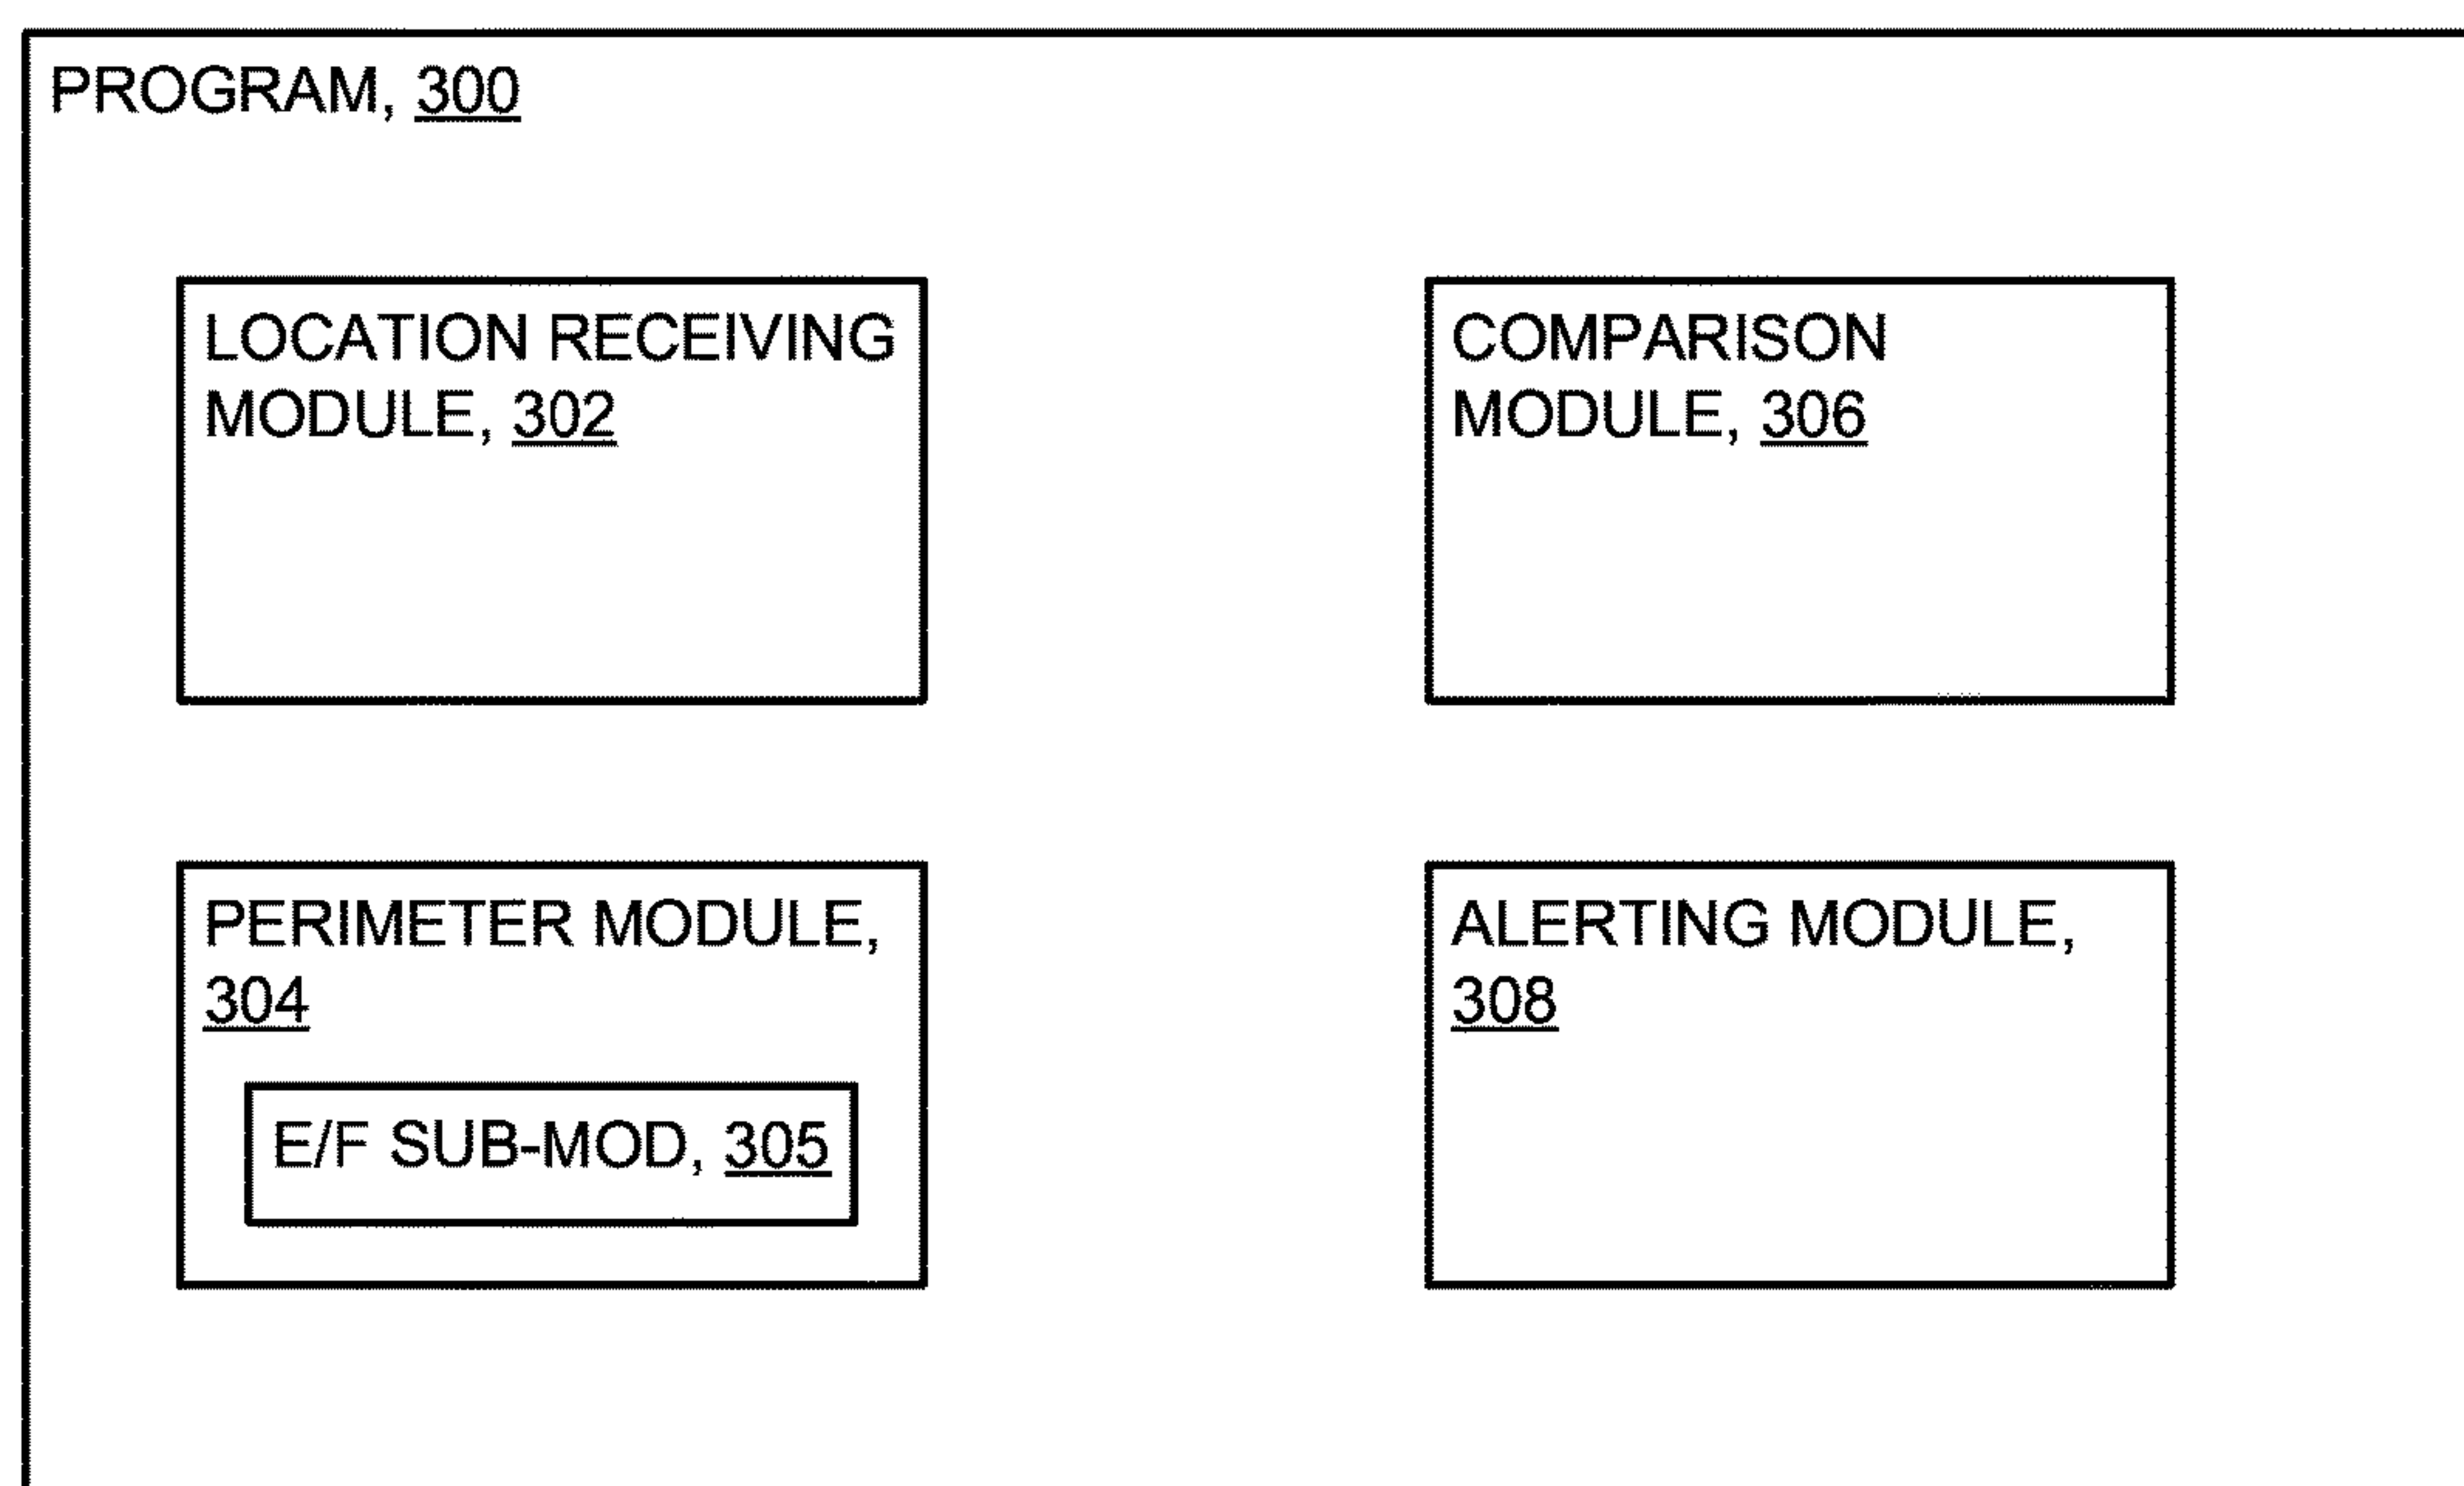 PROGRAM, 300
LOCATION RECEIVING
MODULE, 302
COMPARISON
MODULE, 306
PERIMETER MODULE,
304
E/F SUB-MOD, 305
ALERTING MODULE,
308